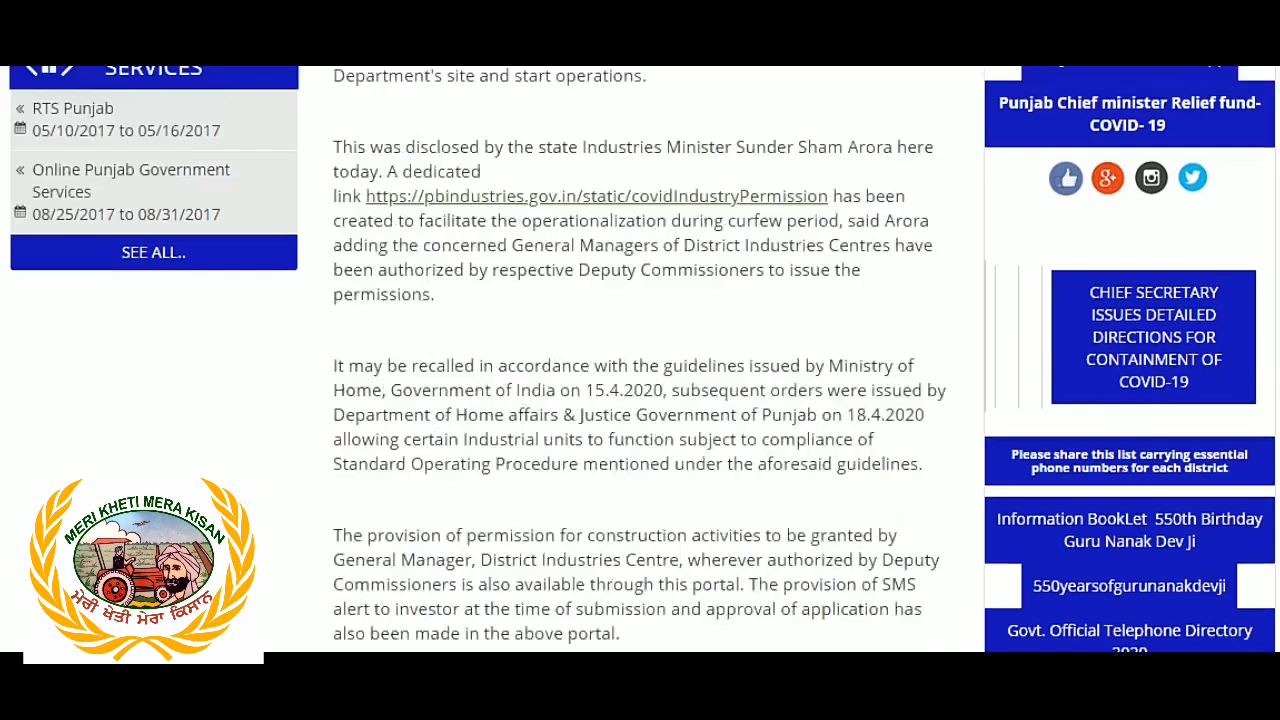 SERVICES
RTS Punjab
05/10/2017 to 05/16/2017
Online Punjab Government
Services
08/25/2017 to 08/31/2017
SEE ALL..
Department's site and start operations.
This was disclosed by the state Industries Minister Sunder Sham Arora here
today. A dedicated
link https://pbindustries.gov.in/static/covidIndustryPermission has been
created to facilitate the operationalization during curfew period, said Arora
adding the concerned General Managers of District Industries Centres have
been authorized by respective Deputy Commissioners to issue the
permissions.
It may be recalled in accordance with the guidelines issued by Ministry of
Home, Government of India on 15.4.2020, subsequent orders were issued by
Department of Home affairs & Justice Government of Punjab on 18.4.2020
allowing certain Industrial units to function subject to compliance of
Standard Operating Procedure mentioned under the aforesaid guidelines.
The provision of permission for construction activities to be granted by
General Manager, District Industries Centre, wherever authorized by Deputy
Commissioners is also available through this portal. The provision of SMS
alert to investor at the time of submission and approval of application has
also been made in the above portal.
Punjab Chief minister Relief fund-
COVID- 19
CHIEF SECRETARY
ISSUES DETAILED
DIRECTIONS FOR
CONTAINMENT OF
COVID-19
Please share this list carrying essential
phone numbers for each district
Information BookLet 550th Birthday
Guru Nanak Dev Ji
550yearsofgurunanakdevji
Govt. Official Telephone Directory
2020
MERI KHETI MERA KISAN
ਮੇਰੀ ਖੇਤੀ ਮੇਰਾ ਕਿਸਾਨ